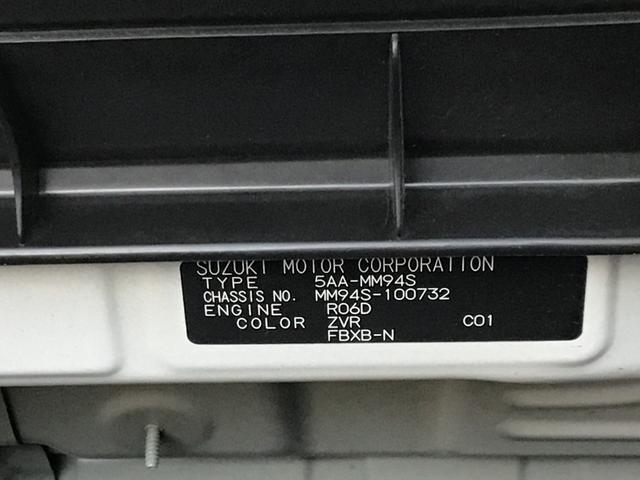 SUZUKI MOTOR CORPORATION
TYPE 5AA-MM94S
CHASSIS NO. MM94S-100732
ENGINE R06D
COLOR ZVR C01
FBXB-N